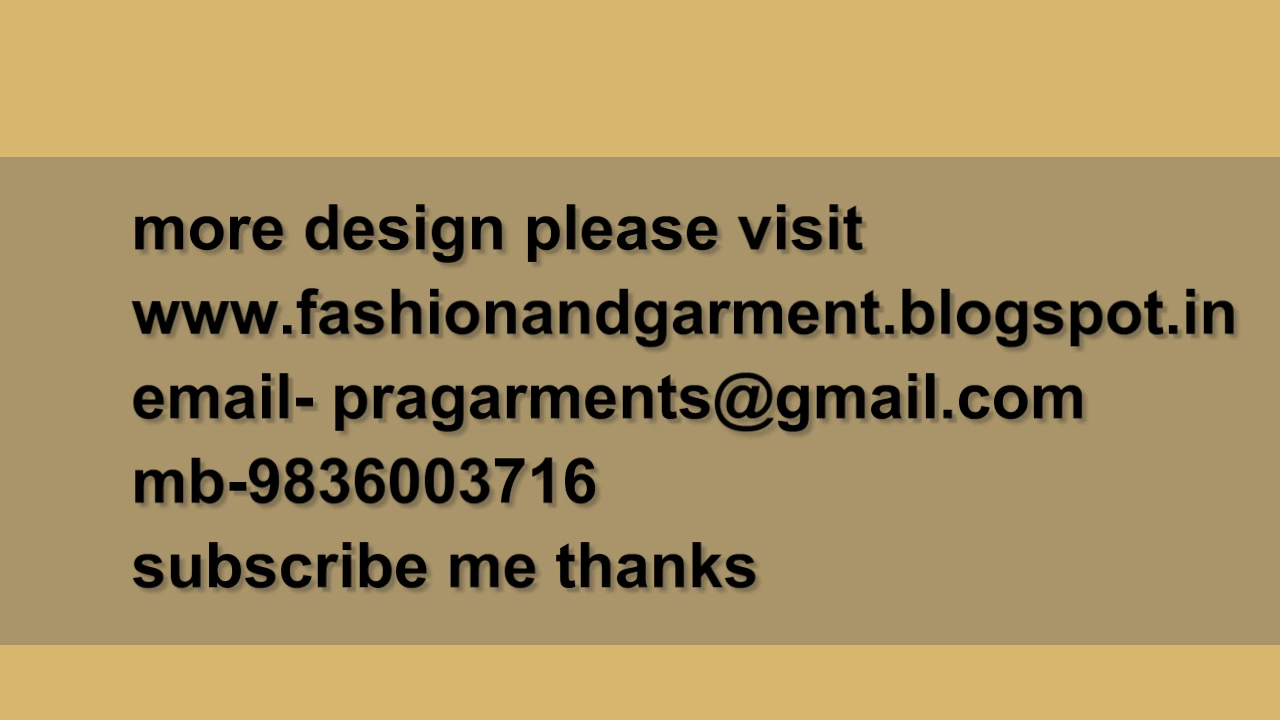 more design please visit
www.fashionandgarment.blogspot.in
email- pragarments@gmail.com
mb-9836003716
subscribe me thanks